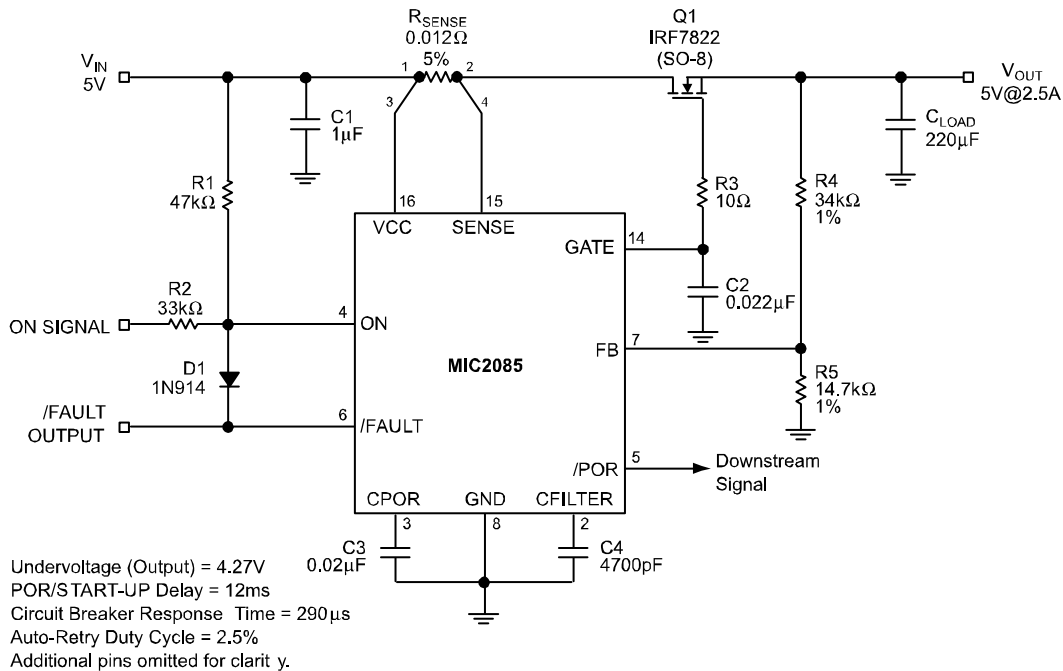 RSENSE
0.012Ω
5%
Q1
IRF7822
(SO-8)
VIN
5V
1
2
3
4
VOUT
5V@2.5A
C1
1µF
CLOAD
220µF
R1
47kΩ
R3
10Ω
R4
34kΩ
1%
16
15
VCC
SENSE
14
GATE
C2
0.022µF
R2
33kΩ
ON SIGNAL
4
ON
7
FB
MIC2085
D1
1N914
R5
14.7kΩ
1%
/FAULT
OUTPUT
6
/FAULT
5
/POR
Downstream
Signal
CPOR
GND
CFILTER
3
8
2
C3
0.02µF
C4
4700pF
Undervoltage (Output) = 4.27V
POR/START-UP Delay = 12ms
Circuit Breaker Response Time = 290µs
Auto-Retry Duty Cycle = 2.5%
Additional pins omitted for clarit y.